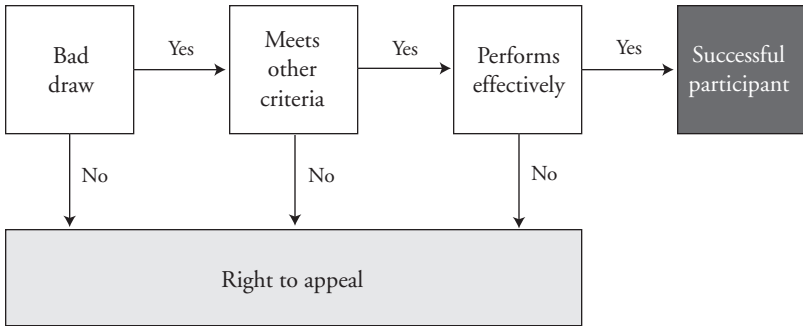 Bad
draw
Yes
Meets
other
criteria
Yes
Performs
effectively
Yes
Successful
participant
No
No
No
Right to appeal